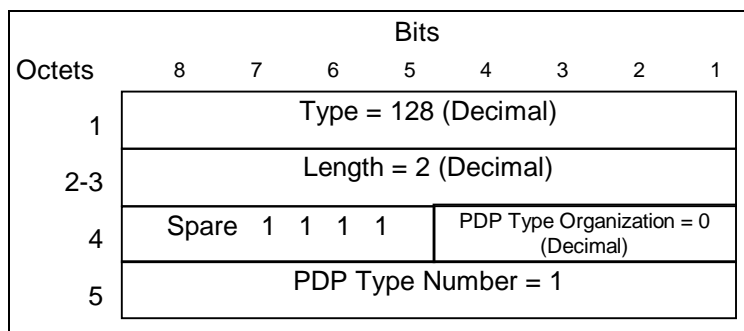 Bits
Octets 8 7 6 5 4 3 2 1
1 Type = 128 (Decimal)
2-3 Length = 2 (Decimal)
4 Spare 1 1 1 1 PDP Type Organization = 0
(Decimal)
5 PDP Type Number = 1